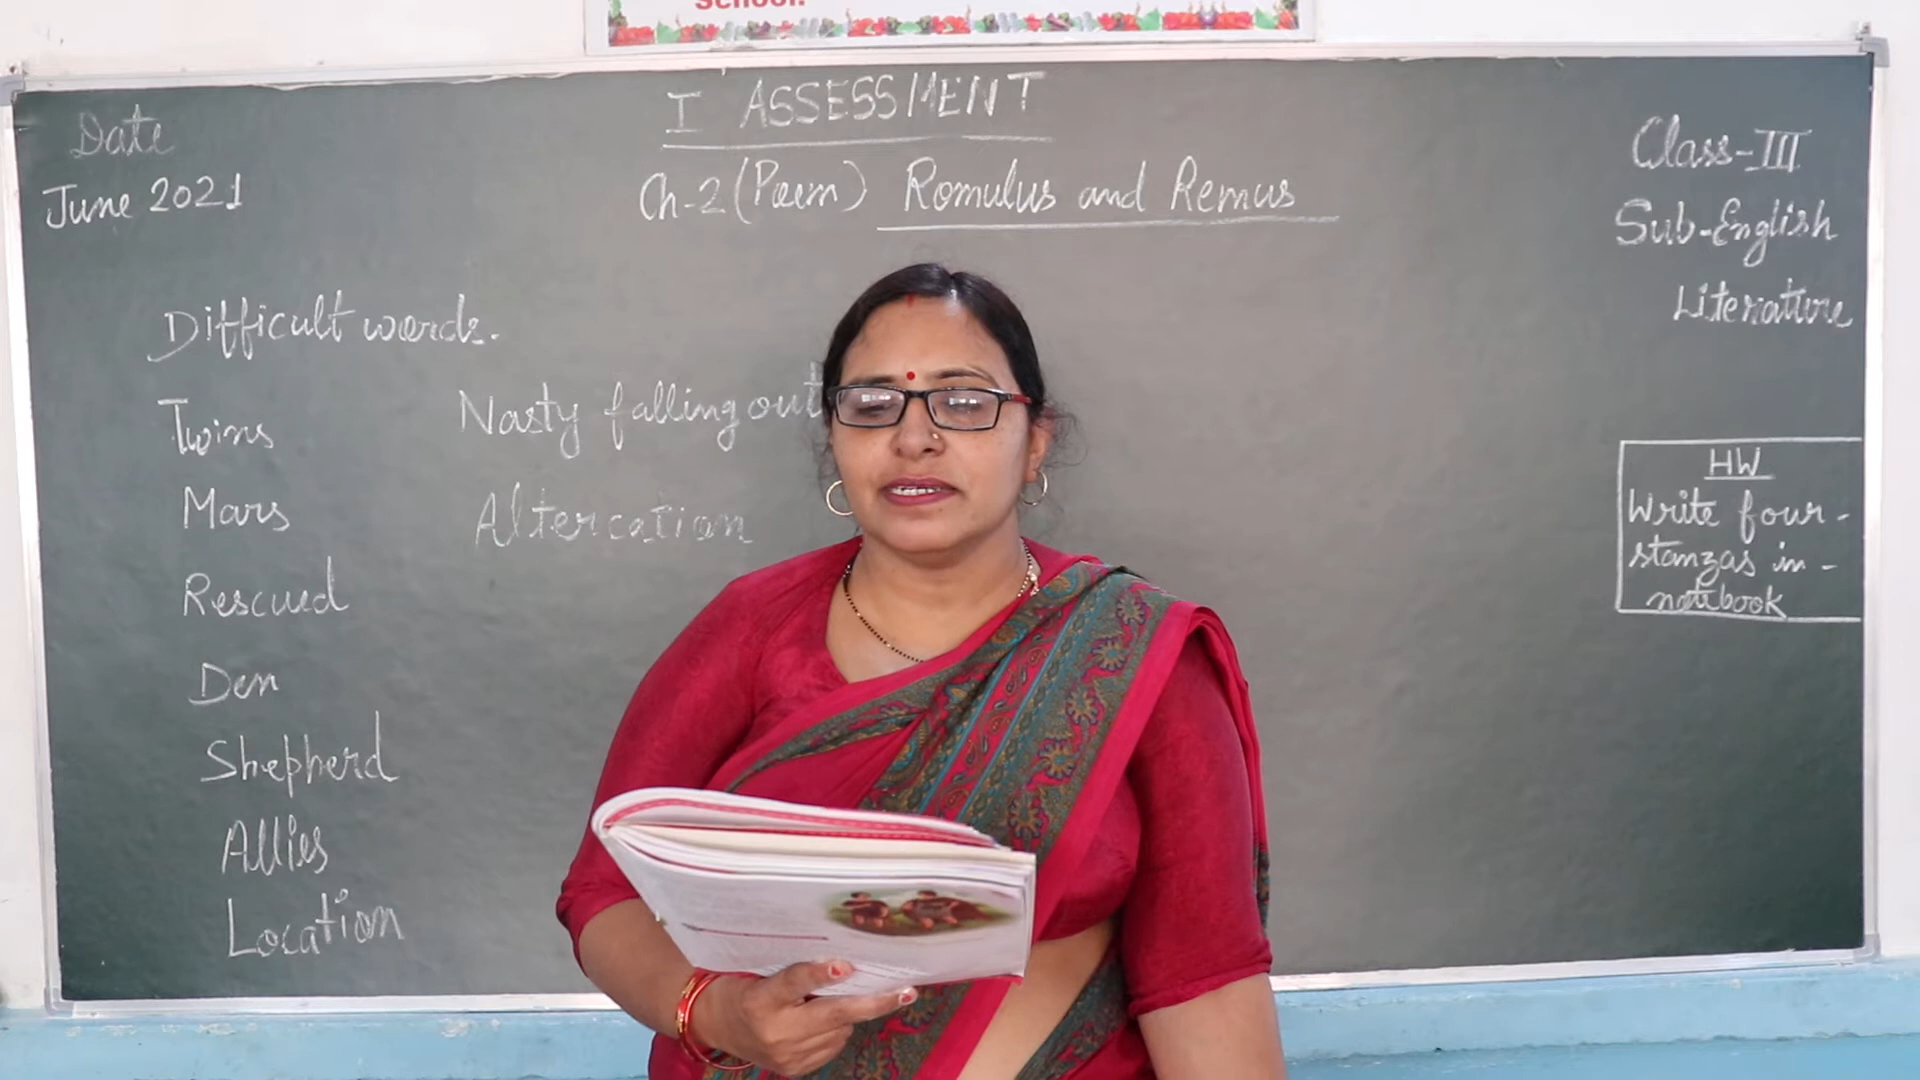 School.
I ASSESSMENT
Date
June 2021
Ch-2 (Poem) Romulus and Remus
Class-III
Sub-English
Literature
Difficult words.
Twins
Mars
Rescued
Den
Shepherd
Allies
Location
Nasty falling out
Altercation
HW
Write four-
stanzas in-
notebook